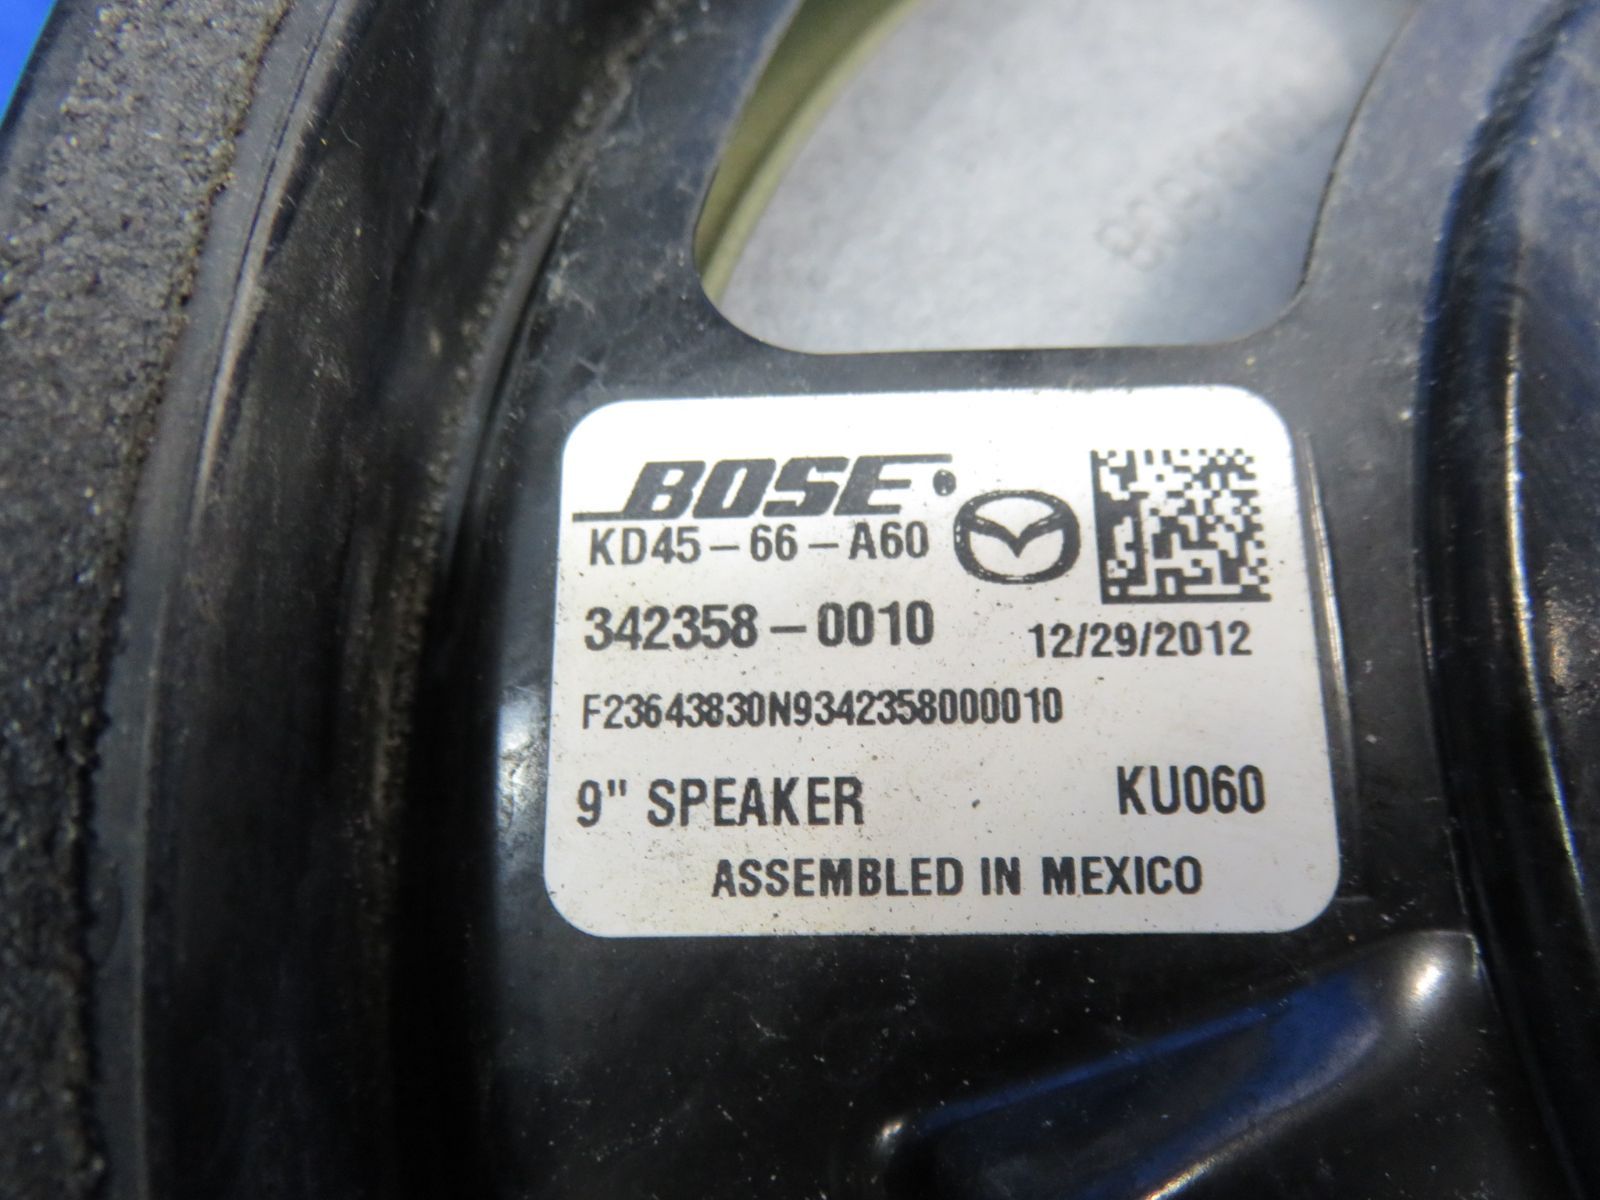 BOSE
KD45-66-A60
342358-0010
12/29/2012
F23643830N9342358000010
9" SPEAKER
KU060
ASSEMBLED IN MEXICO